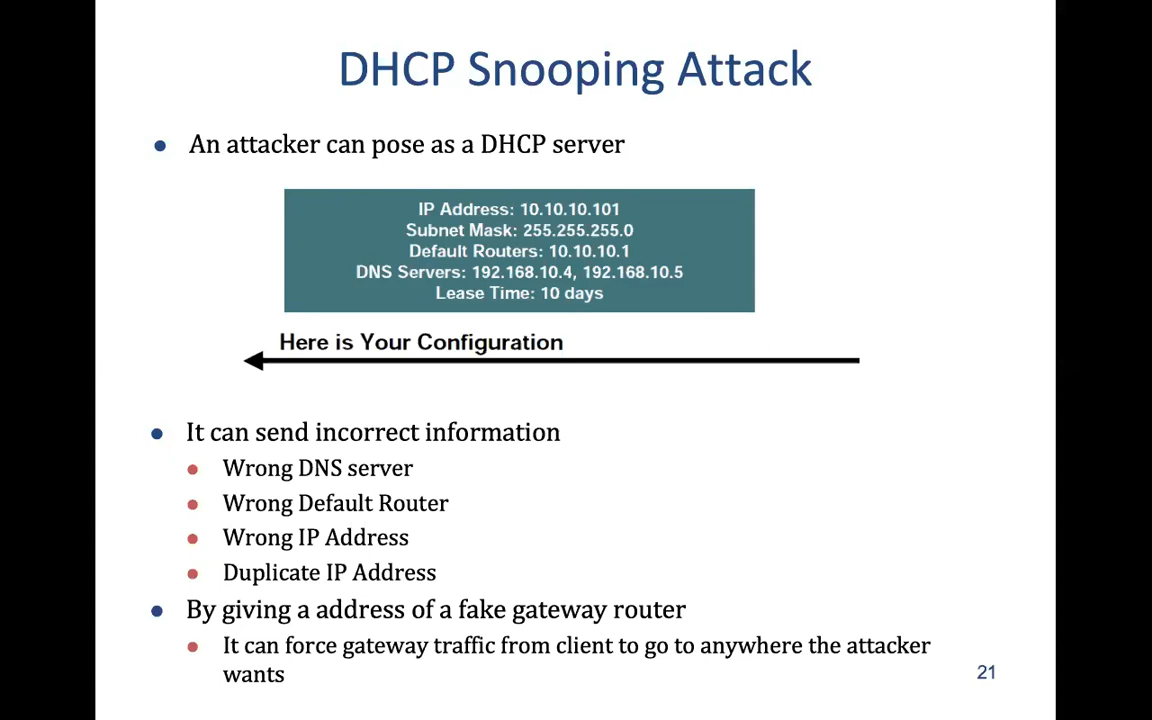 DHCP Snooping Attack
An attacker can pose as a DHCP server
IP Address: 10.10.10.101
Subnet Mask: 255.255.255.0
Default Routers: 10.10.10.1
DNS Servers: 192.168.10.4, 192.168.10.5
Lease Time: 10 days
Here is Your Configuration
It can send incorrect information
Wrong DNS server
Wrong Default Router
Wrong IP Address
Duplicate IP Address
By giving a address of a fake gateway router
It can force gateway traffic from client to go to anywhere the attacker
wants
21